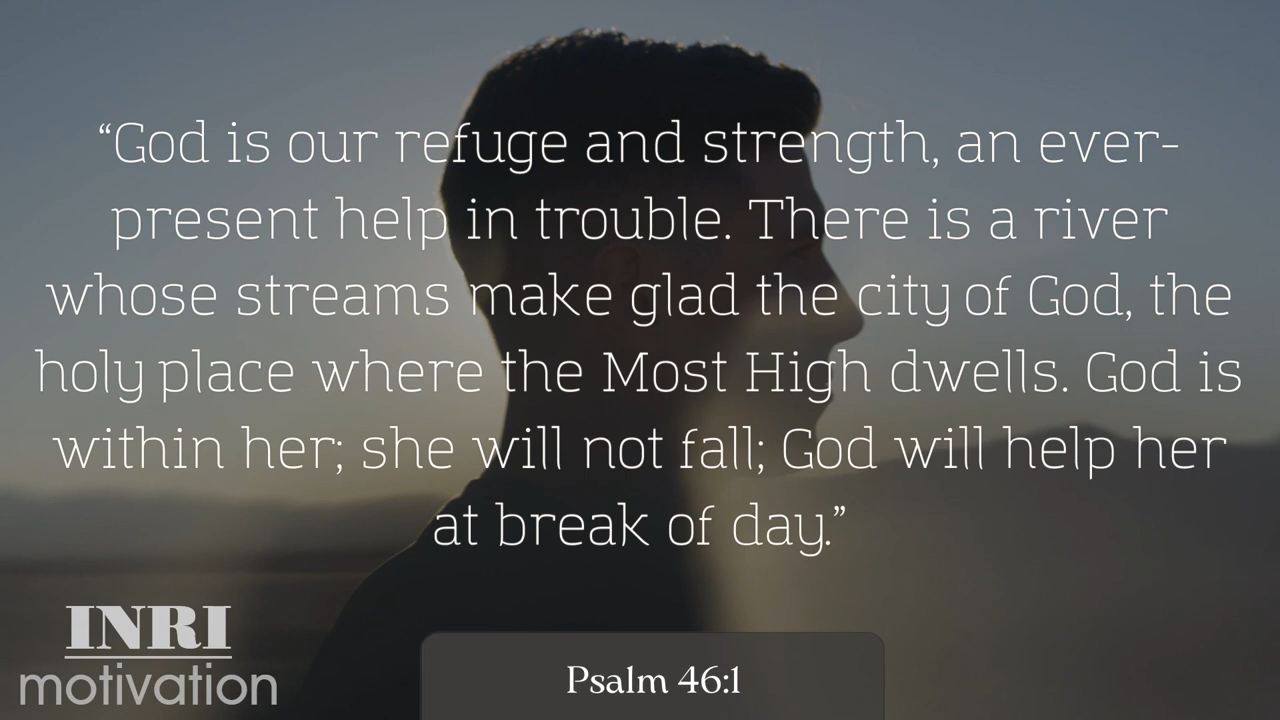 “God is our refuge and strength, an ever-
present help in trouble. There is a river
whose streams make glad the city of God, the
holy place where the Most High dwells. God is
within her; she will not fall; God will help her
at break of day.”
INRI
motivation
Psalm 46:1